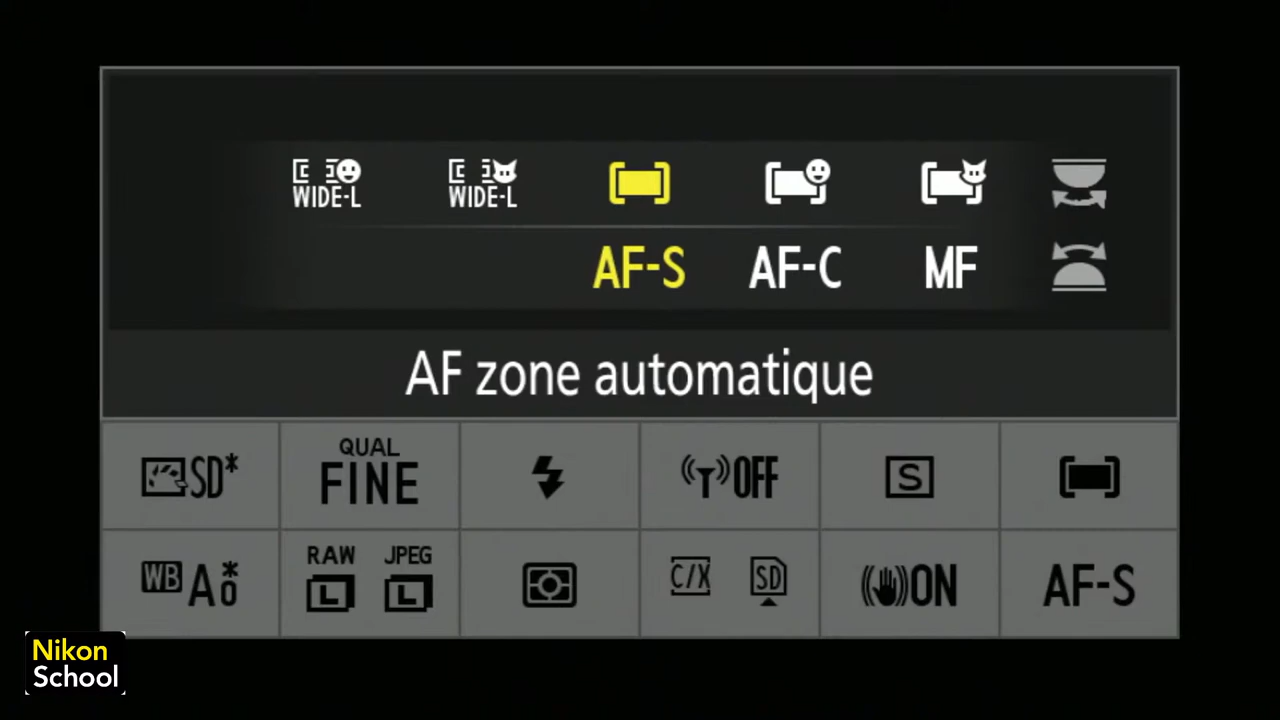 WIDE-L WIDE-L
AF-S AF-C MF
AF zone automatique
SD* QUAL FINE OFF S
WB A* RAW L JPEG L C/X SD ON AF-S
Nikon
School